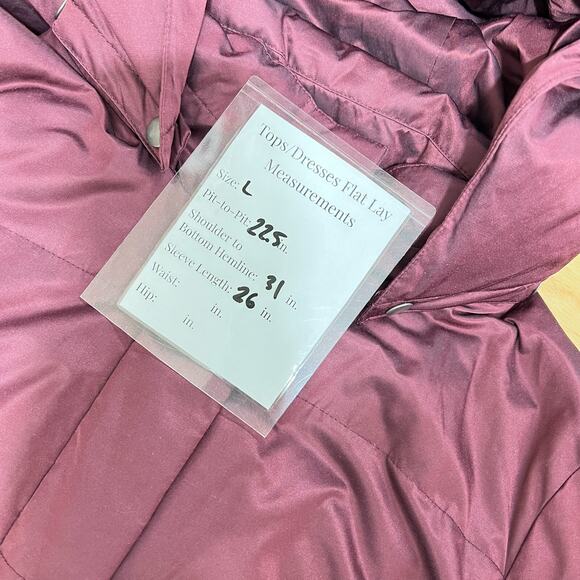 Tops/Dresses Flat Lay
Measurements
Size: L
Pit-to-Pit: 22.5 in.
Shoulder to
Bottom Hemline: 31 in.
Sleeve Length: 26 in.
Waist: in.
Hip: in.